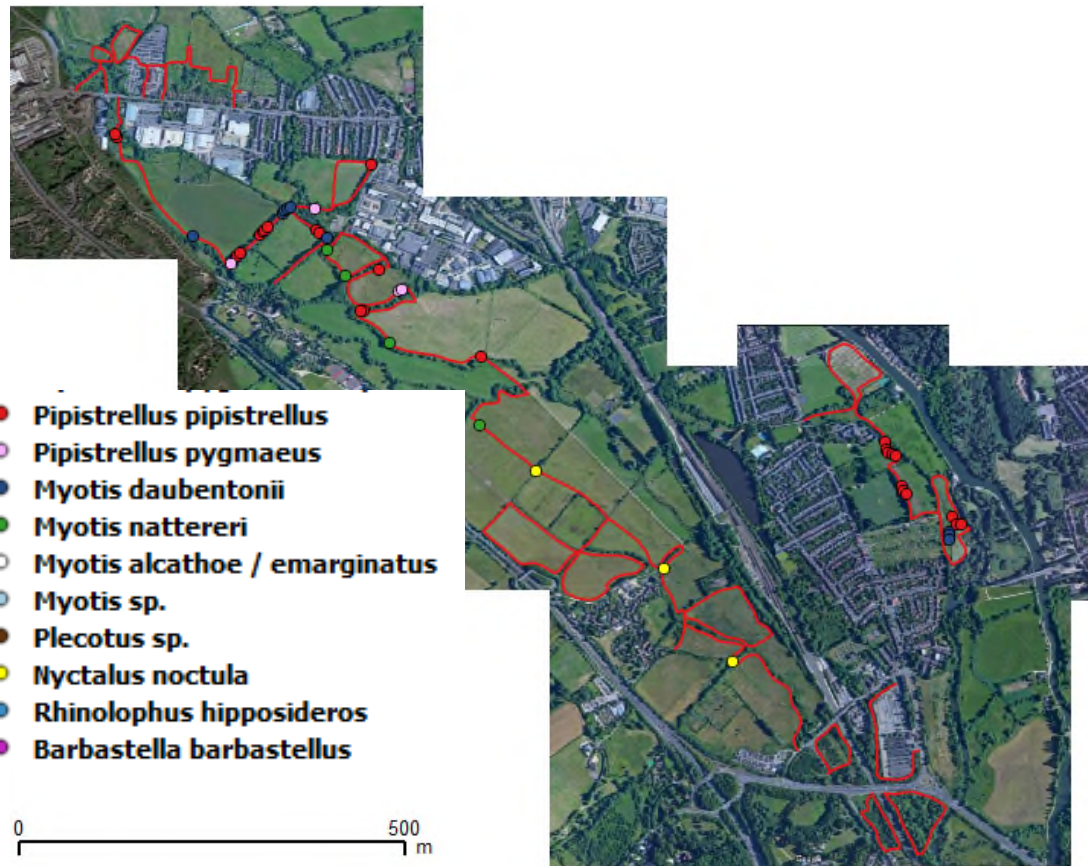 Pipistrellus pipistrellus
Pipistrellus pygmaeus
Myotis daubentonii
Myotis nattereri
Myotis alcathoe / emarginatus
Myotis sp.
Plecotus sp.
Nyctalus noctula
Rhinolophus hipposideros
Barbastella barbastellus
0 500
m